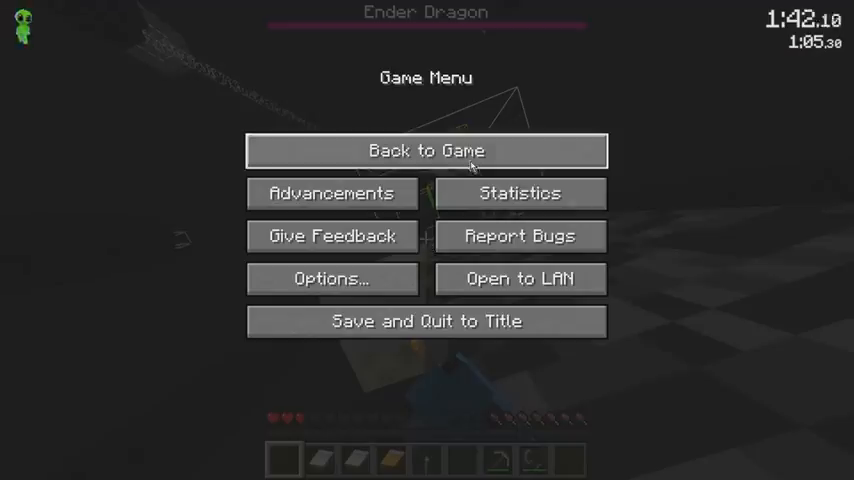 Ender Dragon
1:42.10
1:05.30
Game Menu
Back to Game
Advancements
Statistics
Give Feedback
Report Bugs
Options...
Open to LAN
Save and Quit to Title